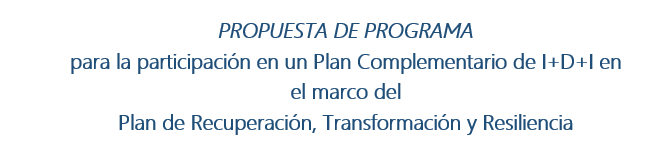 PROPUESTA DE PROGRAMA
para la participación en un Plan Complementario de I+D+I en
el marco del
Plan de Recuperación, Transformación y Resiliencia